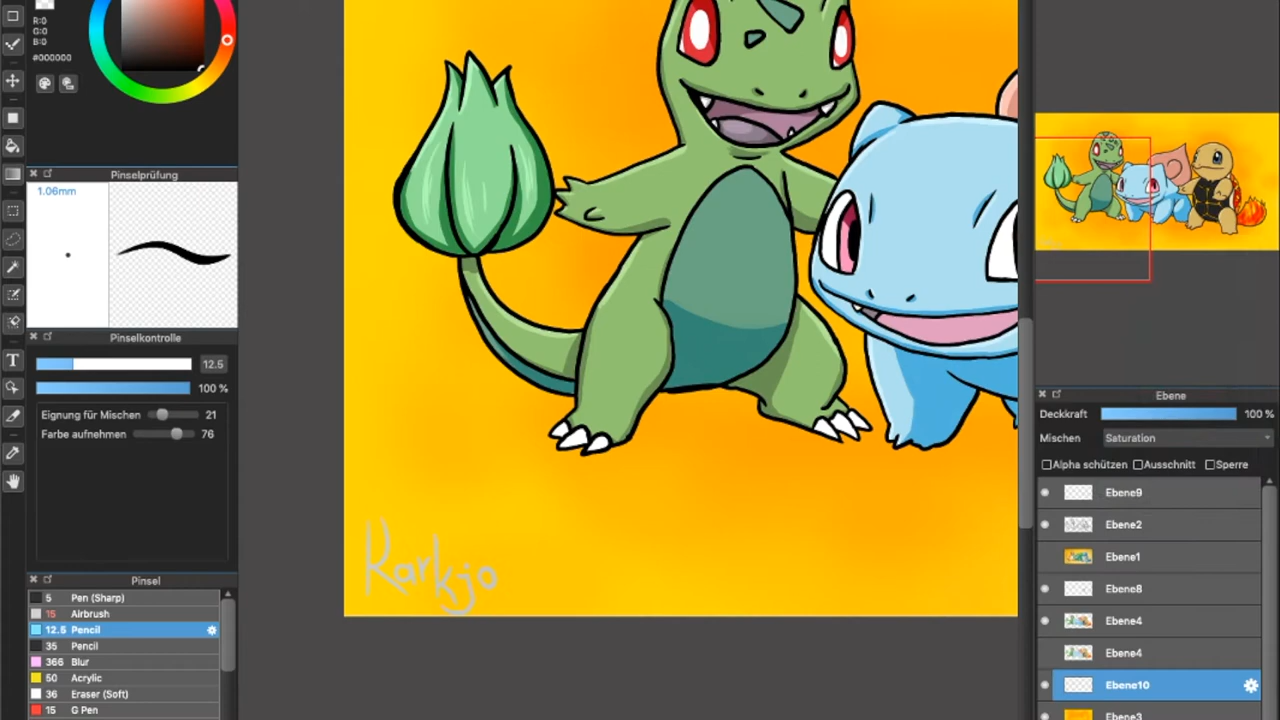 R:0
G:0
B:0
#000000
Pinselprüfung
1.06mm
Pinselkontrolle
12.5
100 %
Eignung für Mischen 21
Farbe aufnehmen 76
Pinsel
5 Pen (Sharp)
15 Airbrush
12.5 Pencil
35 Pencil
366 Blur
50 Acrylic
36 Eraser (Soft)
15 G Pen
T
Karkjo
Ebene
Deckkraft 100 %
Mischen Saturation
Alpha schützen Ausschnitt Sperre
Ebene9
Ebene2
Ebene1
Ebene8
Ebene4
Ebene4
Ebene10
Ebene3